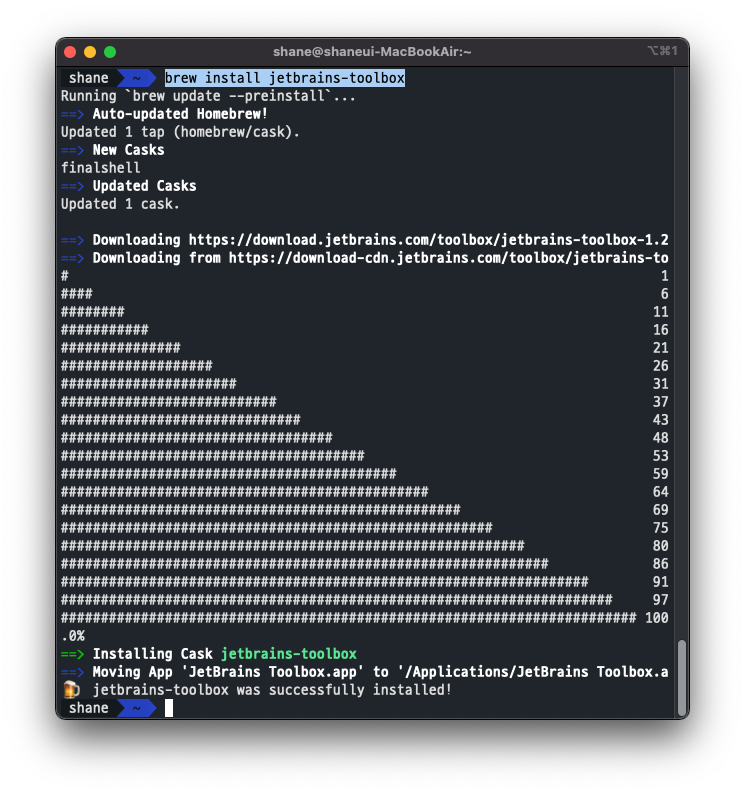 shane@shaneui-MacBookAir:~
⌥⌘1
shane ~ brew install jetbrains-toolbox
Running `brew update --preinstall`...
==> Auto-updated Homebrew!
Updated 1 tap (homebrew/cask).
==> New Casks
finalshell
==> Updated Casks
Updated 1 cask.
==> Downloading https://download.jetbrains.com/toolbox/jetbrains-toolbox-1.2
==> Downloading from https://download-cdn.jetbrains.com/toolbox/jetbrains-to
# 1
#### 6
######## 11
########### 16
############### 21
################### 26
###################### 31
########################### 37
############################## 43
################################## 48
###################################### 53
########################################## 59
############################################## 64
################################################## 69
###################################################### 75
########################################################## 80
############################################################# 86
################################################################## 91
##################################################################### 97
######################################################################## 100
.0%
==> Installing Cask jetbrains-toolbox
==> Moving App 'JetBrains Toolbox.app' to '/Applications/JetBrains Toolbox.a
🍺 jetbrains-toolbox was successfully installed!
shane ~